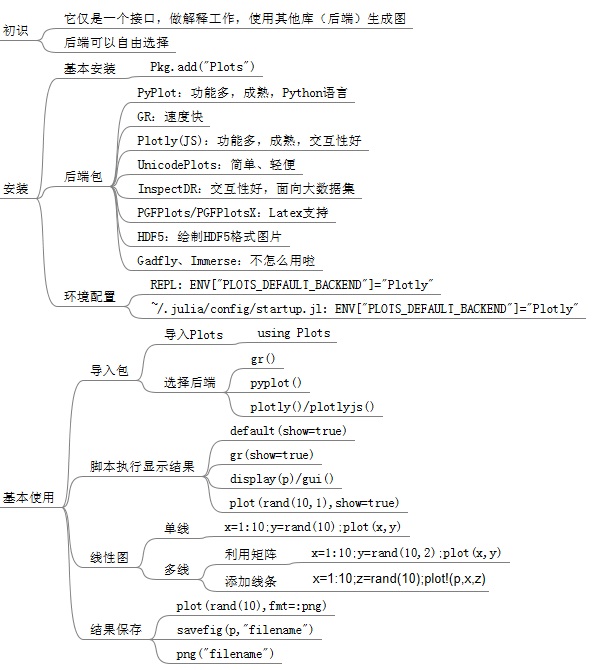 初识
它仅是一个接口，做解释工作，使用其他库（后端）生成图
后端可以自由选择
安装
基本安装
Pkg.add("Plots")
后端包
PyPlot：功能多，成熟，Python语言
GR：速度快
Plotly(JS)：功能多，成熟，交互性好
UnicodePlots：简单、轻便
InspectDR：交互性好，面向大数据集
PGFPlots/PGFPlotsX：Latex支持
HDF5：绘制HDF5格式图片
Gadfly、Immerse：不怎么用啦
环境配置
REPL：ENV["PLOTS_DEFAULT_BACKEND"]="Plotly"
~/.julia/config/startup.jl：ENV["PLOTS_DEFAULT_BACKEND"]="Plotly"
基本使用
导入包
导入Plots
using Plots
选择后端
gr()
pyplot()
plotly()/plotlyjs()
脚本执行显示结果
default(show=true)
gr(show=true)
display(p)/gui()
plot(rand(10,1),show=true)
线性图
单线
x=1:10;y=rand(10);plot(x,y)
多线
利用矩阵
x=1:10;y=rand(10,2);plot(x,y)
添加线条
x=1:10;z=rand(10);plot!(p,x,z)
结果保存
plot(rand(10),fmt=:png)
savefig(p,"filename")
png("filename")